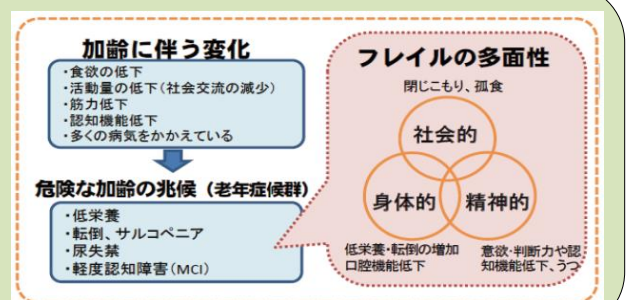 加齢に伴う変化
・食欲の低下
・活動量の低下(社会交流の減少)
・筋力低下
・認知機能低下
・多くの病気をかかえている
危険な加齢の兆候(老年症候群)
・低栄養
・転倒、サルコペニア
・尿失禁
・軽度認知障害(MCI)
フレイルの多面性
閉じこもり、孤食
社会的
身体的
精神的
低栄養・転倒の増加
口腔機能低下
意欲・判断力や認
知機能低下、うつ